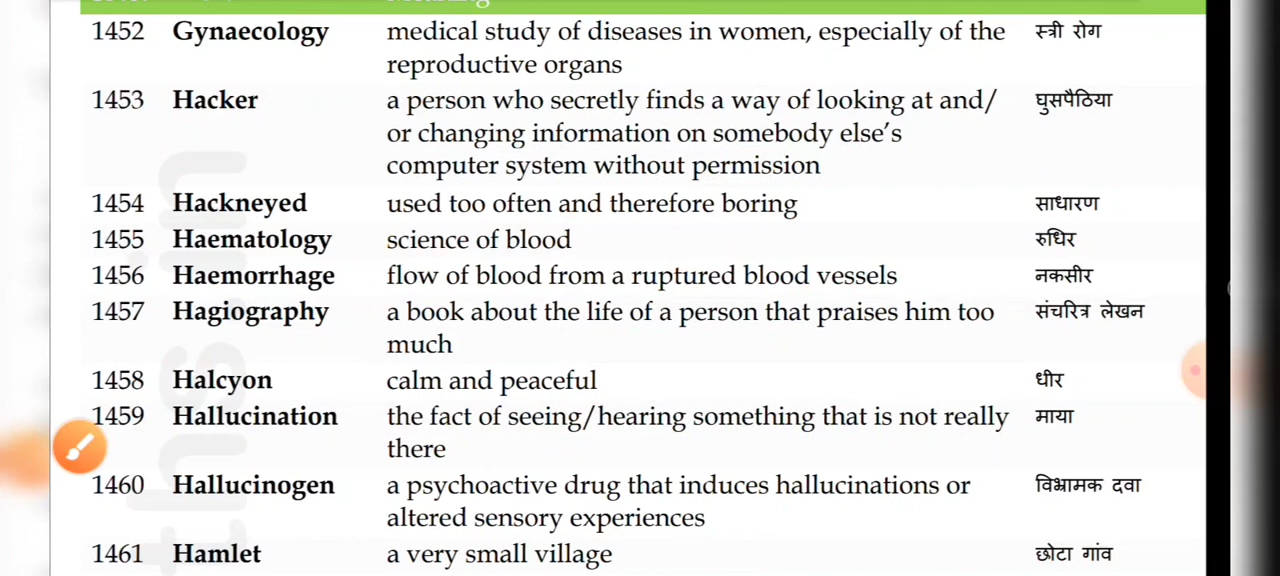 Meaning
1452 Gynaecology medical study of diseases in women, especially of the स्त्री रोग
reproductive organs
1453 Hacker a person who secretly finds a way of looking at and/ घुसपैठिया
or changing information on somebody else's
computer system without permission
1454 Hackneyed used too often and therefore boring साधारण
1455 Haematology science of blood रुधिर
1456 Haemorrhage flow of blood from a ruptured blood vessels नकसीर
1457 Hagiography a book about the life of a person that praises him too संचरित्र लेखन
much
1458 Halcyon calm and peaceful धीर
1459 Hallucination the fact of seeing/hearing something that is not really माया
there
1460 Hallucinogen a psychoactive drug that induces hallucinations or विभ्रामक दवा
altered sensory experiences
1461 Hamlet a very small village छोटा गांव
ths.in